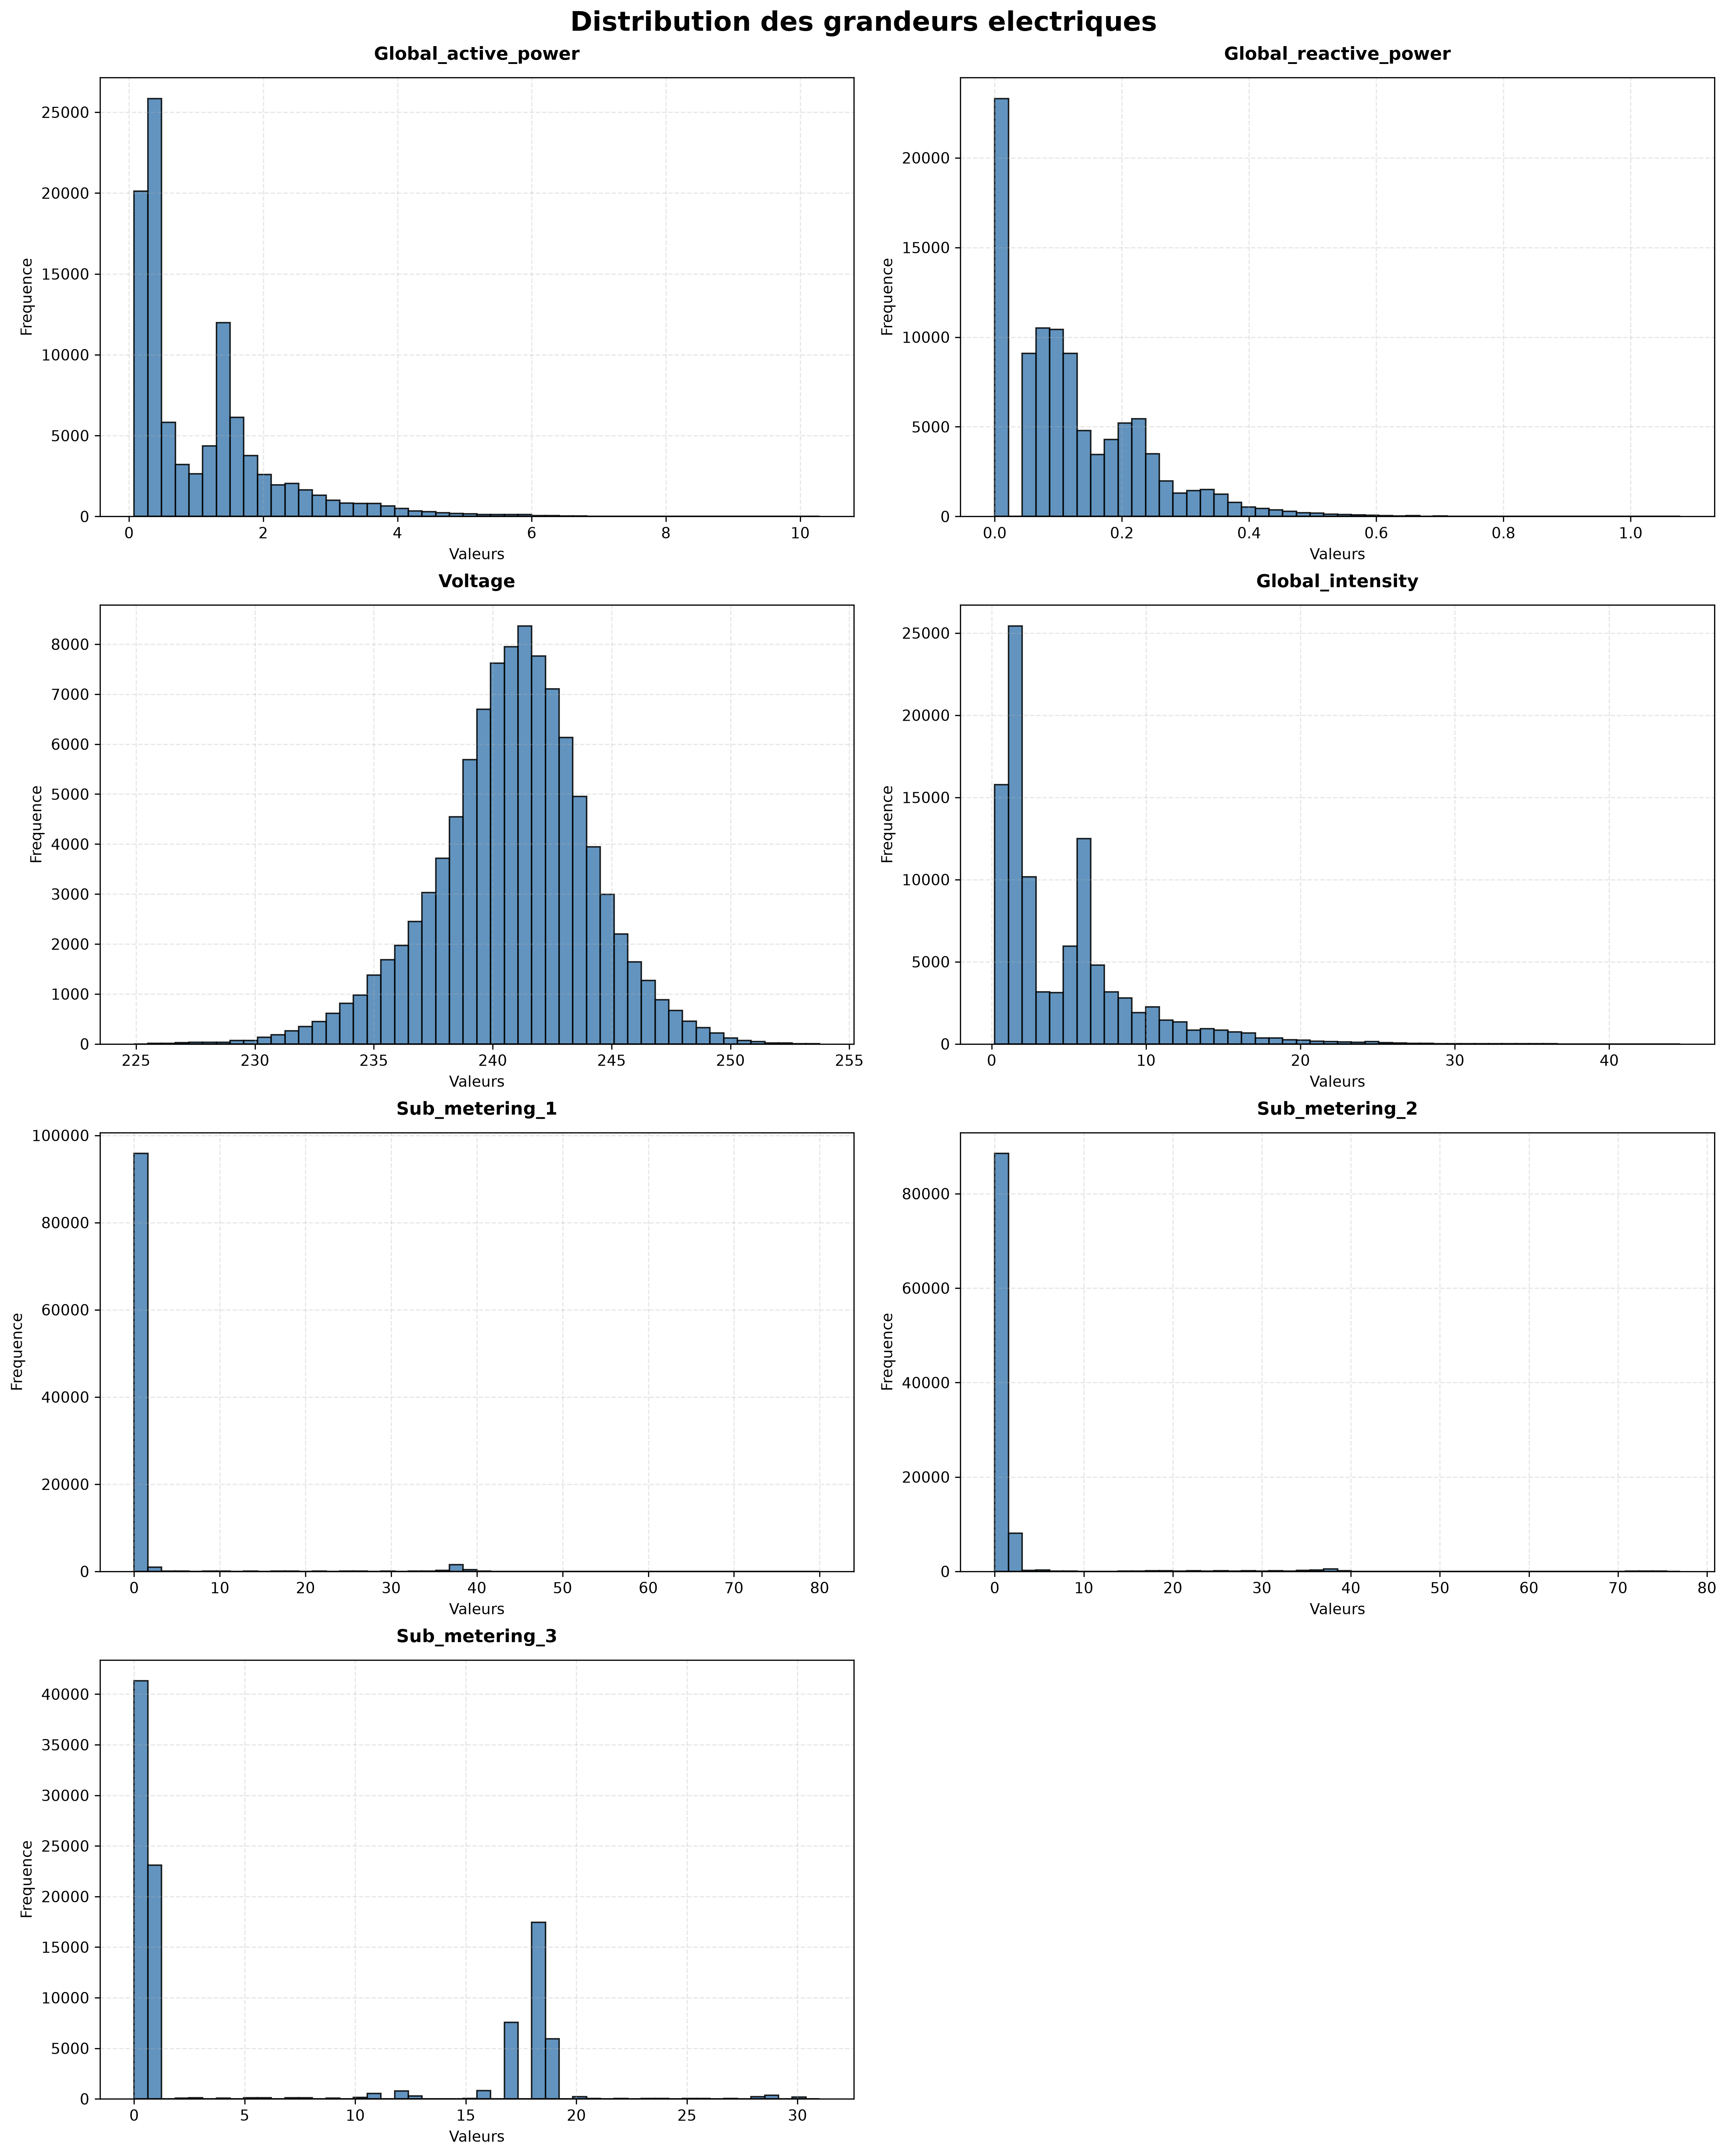 Distribution des grandeurs electriques
Global_active_power
Frequence
25000
20000
15000
10000
5000
0
0 2 4 6 8 10
Valeurs
Global_reactive_power
Frequence
20000
15000
10000
5000
0
0.0 0.2 0.4 0.6 0.8 1.0
Valeurs
Voltage
Frequence
8000
7000
6000
5000
4000
3000
2000
1000
0
225 230 235 240 245 250 255
Valeurs
Global_intensity
Frequence
25000
20000
15000
10000
5000
0
0 10 20 30 40
Valeurs
Sub_metering_1
Frequence
100000
80000
60000
40000
20000
0
0 10 20 30 40 50 60 70 80
Valeurs
Sub_metering_2
Frequence
80000
60000
40000
20000
0
0 10 20 30 40 50 60 70 80
Valeurs
Sub_metering_3
Frequence
40000
35000
30000
25000
20000
15000
10000
5000
0
0 5 10 15 20 25 30
Valeurs